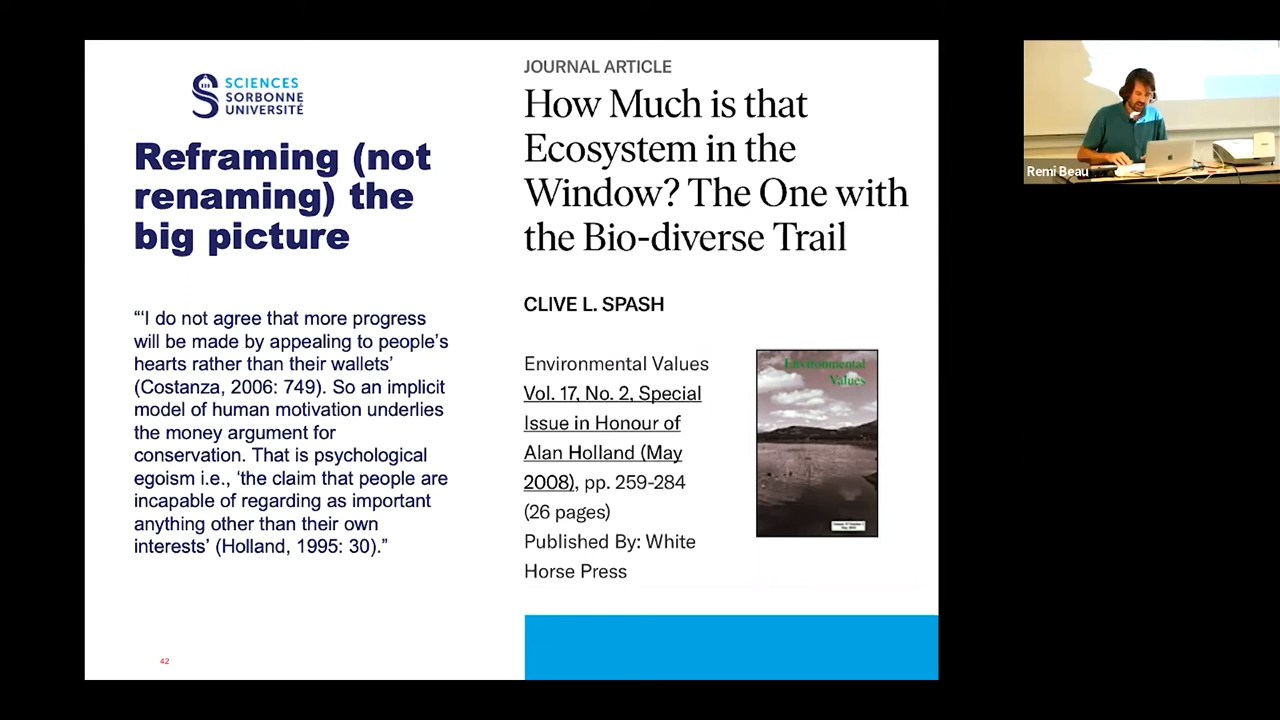 SCIENCES
SORBONNE
UNIVERSITÉ
Reframing (not
renaming) the
big picture
“‘I do not agree that more progress
will be made by appealing to people’s
hearts rather than their wallets’
(Costanza, 2006: 749). So an implicit
model of human motivation underlies
the money argument for
conservation. That is psychological
egoism i.e., ‘the claim that people are
incapable of regarding as important
anything other than their own
interests’ (Holland, 1995: 30).”
42
JOURNAL ARTICLE
How Much is that
Ecosystem in the
Window? The One with
the Bio-diverse Trail
CLIVE L. SPASH
Environmental Values
Vol. 17, No. 2, Special
Issue in Honour of
Alan Holland (May
2008), pp. 259-284
(26 pages)
Published By: White
Horse Press
Environmental
Values
Remi Beau